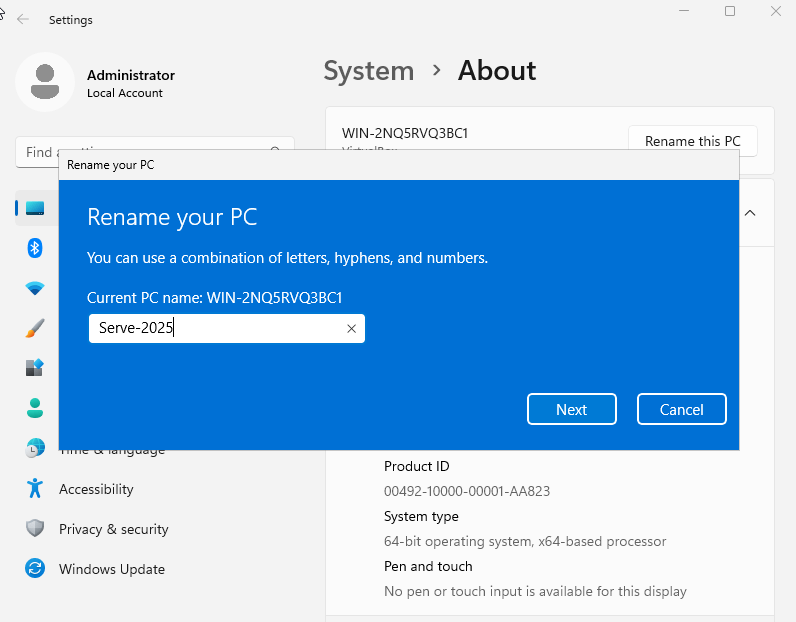 Settings
Administrator
Local Account
System > About
WIN-2NQ5RVQ3BC1
Rename this PC
VirtualBox
Find a
Rename your PC
Rename your PC
You can use a combination of letters, hyphens, and numbers.
Current PC name: WIN-2NQ5RVQ3BC1
Serve-2025
Next
Cancel
Time & language
Accessibility
Privacy & security
Windows Update
Product ID
00492-10000-00001-AA823
System type
64-bit operating system, x64-based processor
Pen and touch
No pen or touch input is available for this display